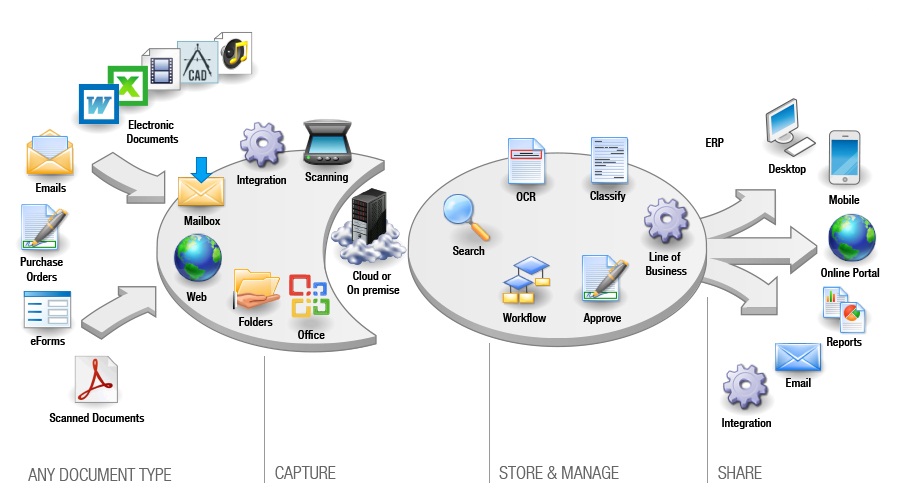 CAD
W
X
Electronic
Documents
Emails
Purchase
Orders
eForms
Scanned Documents
Integration
Scanning
Mailbox
Web
Folders
Office
Cloud or
On premise
OCR
Classify
Search
Line of
Business
Workflow
Approve
ERP
Desktop
Mobile
Online Portal
Reports
Email
Integration
ANY DOCUMENT TYPE
CAPTURE
STORE & MANAGE
SHARE